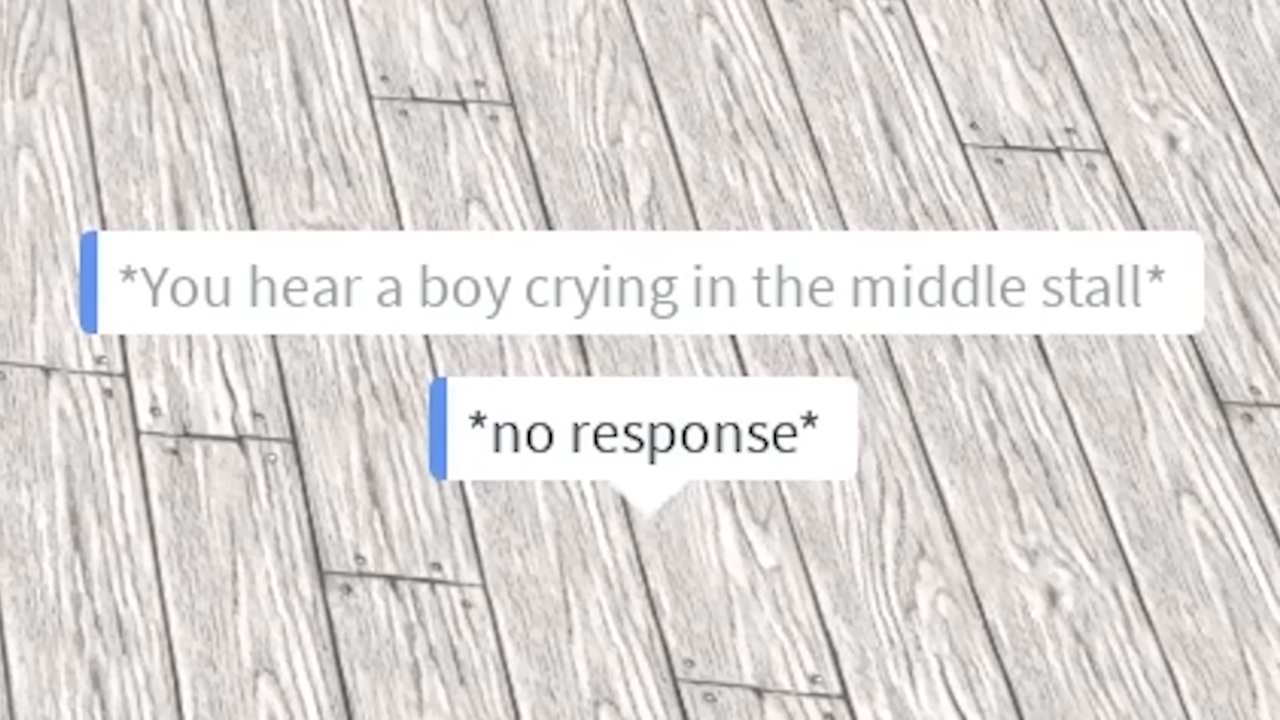 *You hear a boy crying in the middle stall*
*no response*